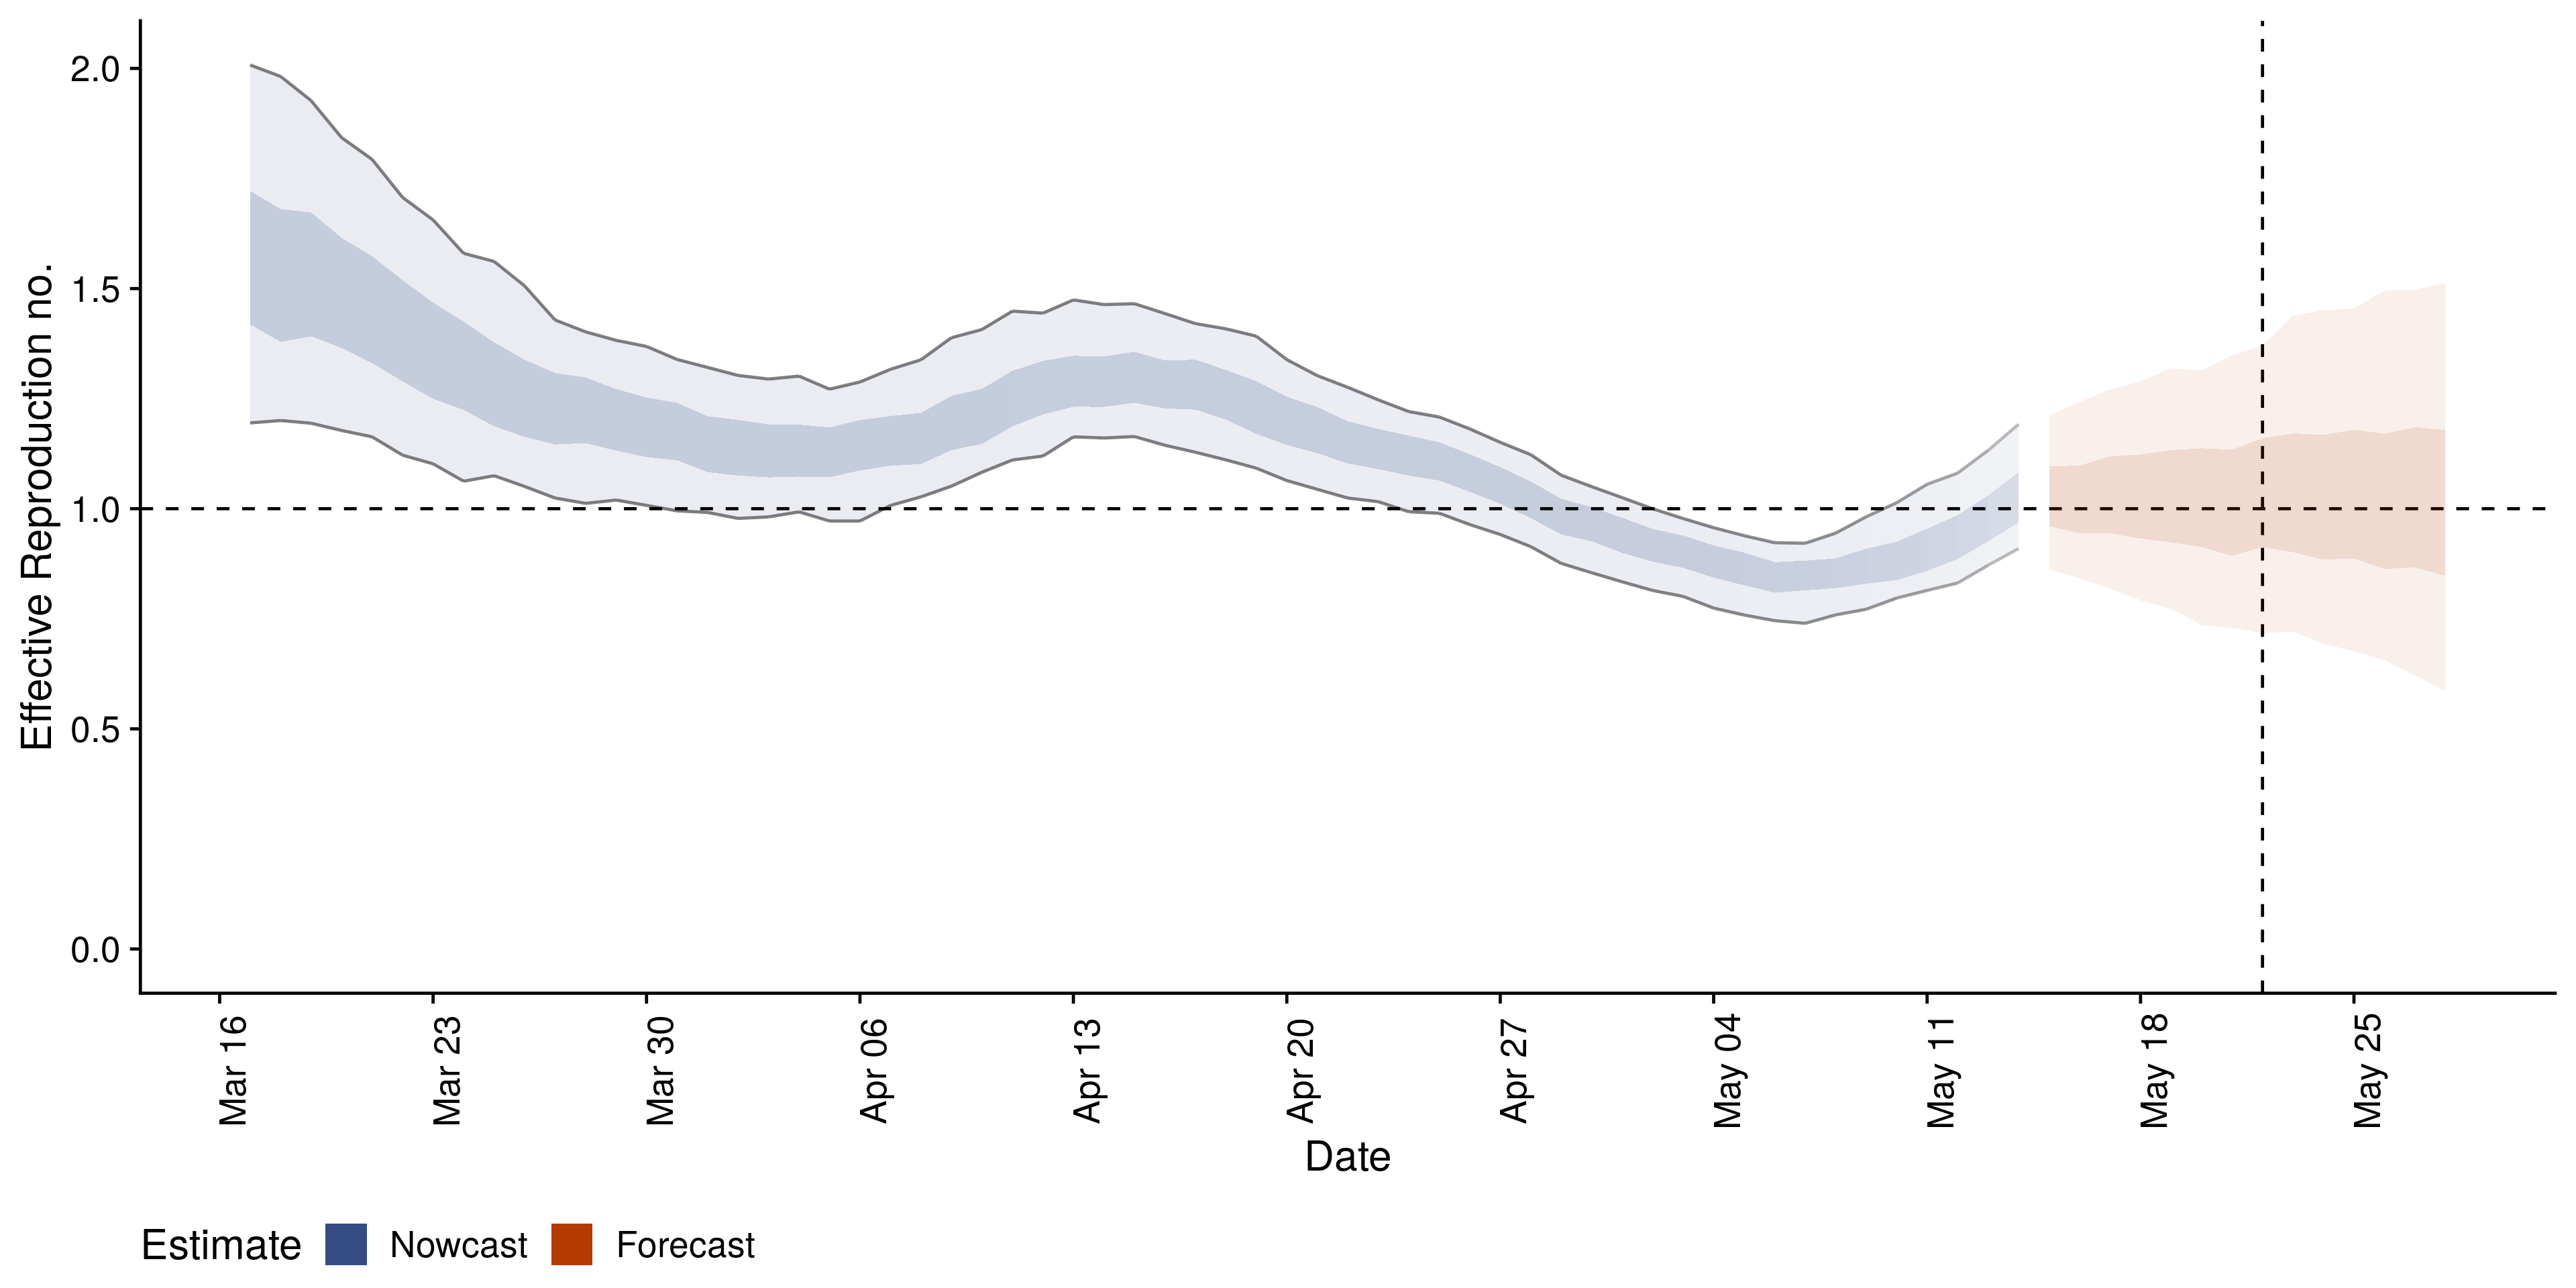 Effective Reproduction no.
2.0
1.5
1.0
0.5
0.0
Mar 16
Mar 23
Mar 30
Apr 06
Apr 13
Apr 20
Apr 27
May 04
May 11
May 18
May 25
Date
Estimate Nowcast Forecast